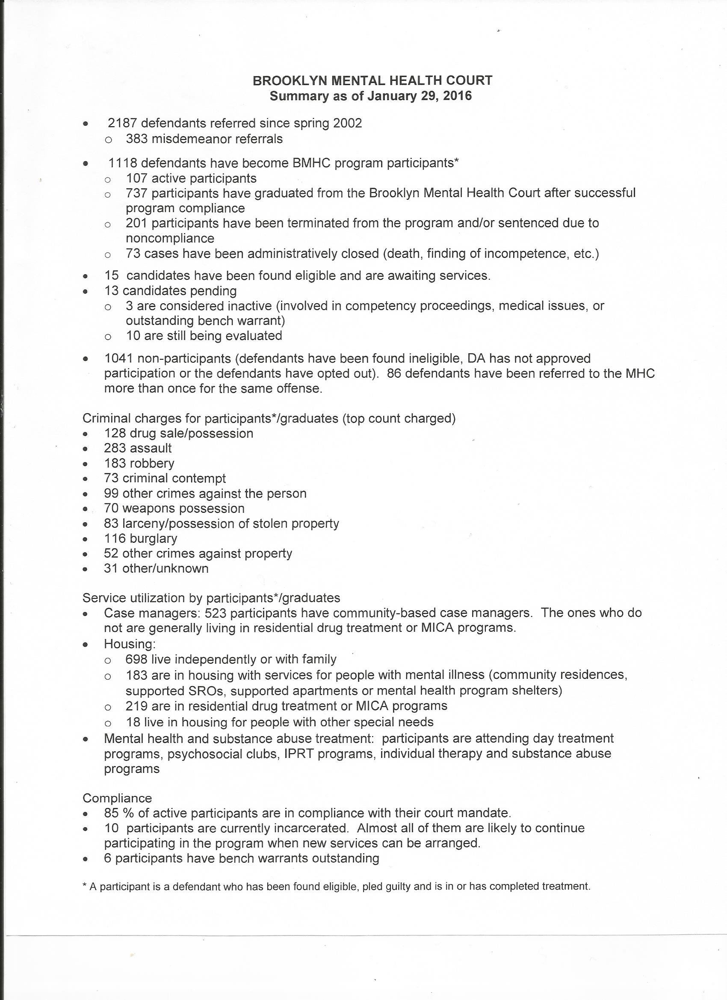 BROOKLYN MENTAL HEALTH COURT
Summary as of January 29, 2016
• 2187 defendants referred since spring 2002
o 383 misdemeanor referrals
• 1118 defendants have become BMHC program participants*
o 107 active participants
o 737 participants have graduated from the Brooklyn Mental Health Court after successful
program compliance
o 201 participants have been terminated from the program and/or sentenced due to
noncompliance
o 73 cases have been administratively closed (death, finding of incompetence, etc.)
• 15 candidates have been found eligible and are awaiting services.
• 13 candidates pending
o 3 are considered inactive (involved in competency proceedings, medical issues, or
outstanding bench warrant)
o 10 are still being evaluated
• 1041 non-participants (defendants have been found ineligible, DA has not approved
participation or the defendants have opted out). 86 defendants have been referred to the MHC
more than once for the same offense.
Criminal charges for participants*/graduates (top count charged)
• 128 drug sale/possession
• 283 assault
• 183 robbery
• 73 criminal contempt
• 99 other crimes against the person
• 70 weapons possession
• 83 larceny/possession of stolen property
• 116 burglary
• 52 other crimes against property
• 31 other/unknown
Service utilization by participants*/graduates
• Case managers: 523 participants have community-based case managers. The ones who do
not are generally living in residential drug treatment or MICA programs.
• Housing:
o 698 live independently or with family
o 183 are in housing with services for people with mental illness (community residences,
supported SROs, supported apartments or mental health program shelters)
o 219 are in residential drug treatment or MICA programs
o 18 live in housing for people with other special needs
• Mental health and substance abuse treatment: participants are attending day treatment
programs, psychosocial clubs, IPRT programs, individual therapy and substance abuse
programs
Compliance
• 85 % of active participants are in compliance with their court mandate.
• 10 participants are currently incarcerated. Almost all of them are likely to continue
participating in the program when new services can be arranged.
• 6 participants have bench warrants outstanding
* A participant is a defendant who has been found eligible, pled guilty and is in or has completed treatment.